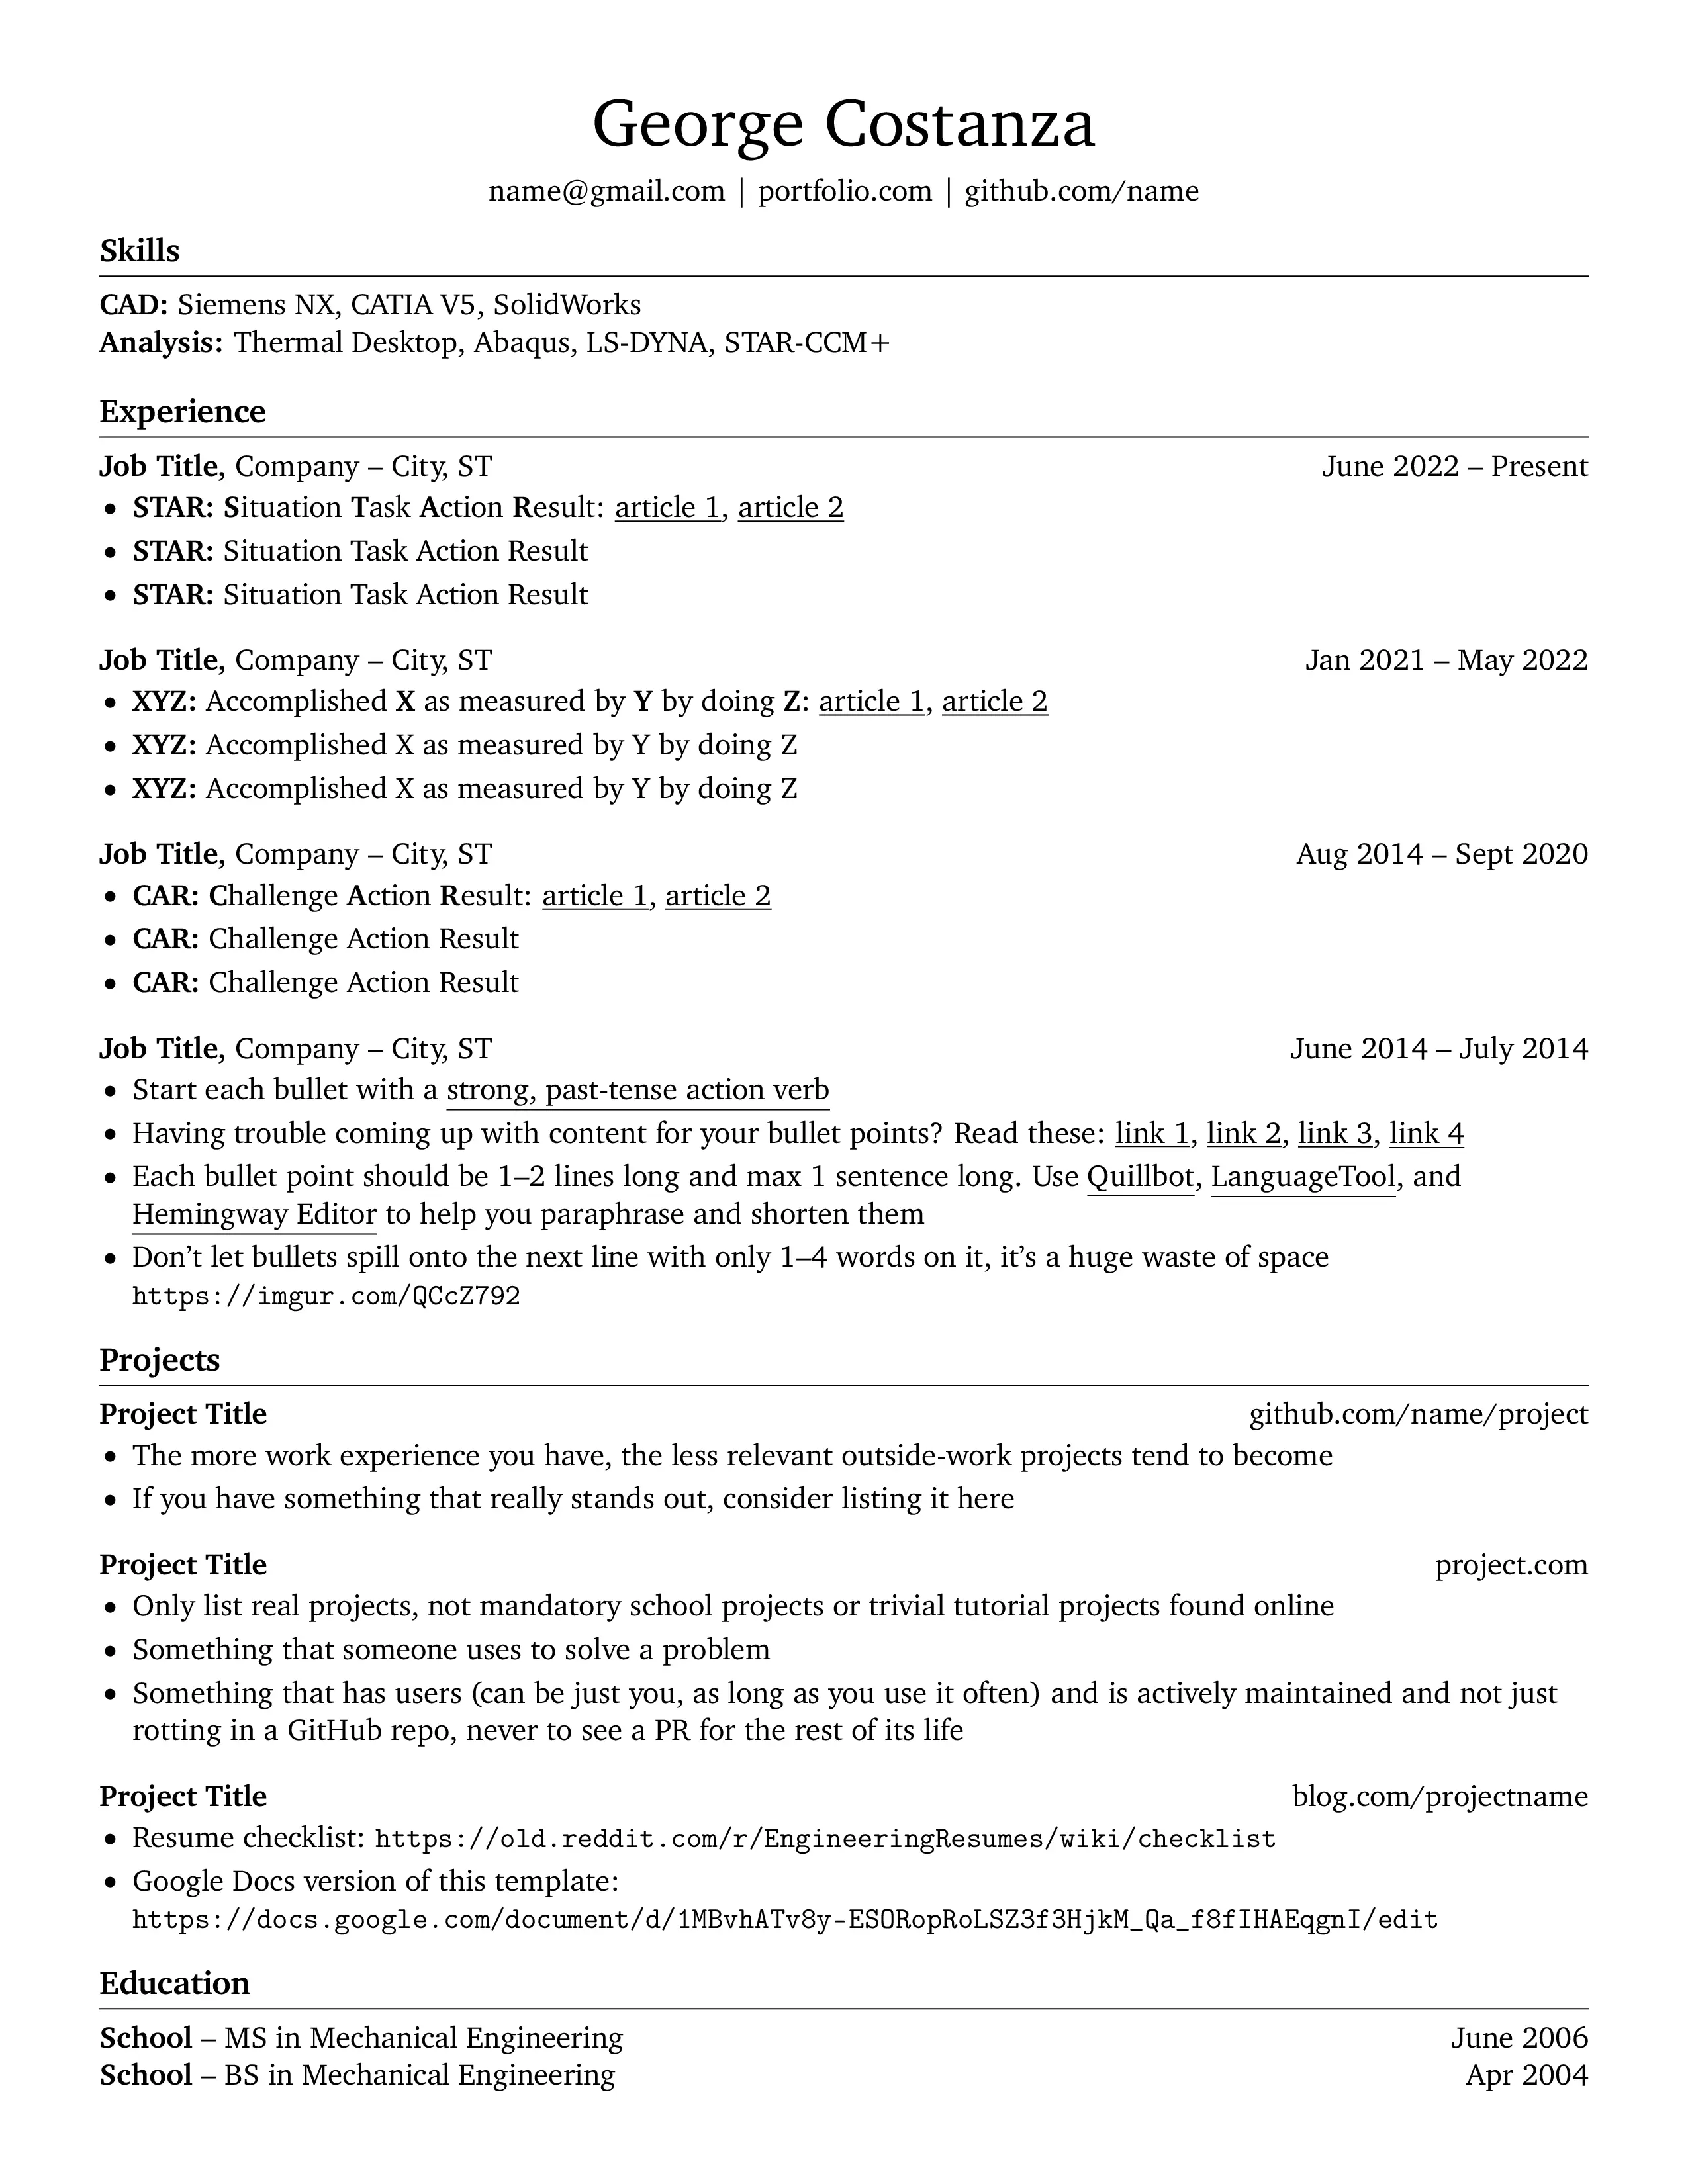 George Costanza
name@gmail.com | portfolio.com | github.com/name
Skills
CAD: Siemens NX, CATIA V5, SolidWorks
Analysis: Thermal Desktop, Abaqus, LS-DYNA, STAR-CCM+
Experience
Job Title, Company – City, ST June 2022 – Present
• STAR: Situation Task Action Result: article 1, article 2
• STAR: Situation Task Action Result
• STAR: Situation Task Action Result
Job Title, Company – City, ST Jan 2021 – May 2022
• XYZ: Accomplished X as measured by Y by doing Z: article 1, article 2
• XYZ: Accomplished X as measured by Y by doing Z
• XYZ: Accomplished X as measured by Y by doing Z
Job Title, Company – City, ST Aug 2014 – Sept 2020
• CAR: Challenge Action Result: article 1, article 2
• CAR: Challenge Action Result
• CAR: Challenge Action Result
Job Title, Company – City, ST June 2014 – July 2014
• Start each bullet with a strong, past-tense action verb
• Having trouble coming up with content for your bullet points? Read these: link 1, link 2, link 3, link 4
• Each bullet point should be 1–2 lines long and max 1 sentence long. Use Quillbot, LanguageTool, and
Hemingway Editor to help you paraphrase and shorten them
• Don’t let bullets spill onto the next line with only 1–4 words on it, it’s a huge waste of space
https://imgur.com/QCcZ792
Projects
Project Title github.com/name/project
• The more work experience you have, the less relevant outside-work projects tend to become
• If you have something that really stands out, consider listing it here
Project Title project.com
• Only list real projects, not mandatory school projects or trivial tutorial projects found online
• Something that someone uses to solve a problem
• Something that has users (can be just you, as long as you use it often) and is actively maintained and not just
rotting in a GitHub repo, never to see a PR for the rest of its life
Project Title blog.com/projectname
• Resume checklist: https://old.reddit.com/r/EngineeringResumes/wiki/checklist
• Google Docs version of this template:
https://docs.google.com/document/d/1MBvhATv8y-ESORopRoLSZ3f3HjkM_Qa_f8fIHAEqgnI/edit
Education
School – MS in Mechanical Engineering June 2006
School – BS in Mechanical Engineering Apr 2004